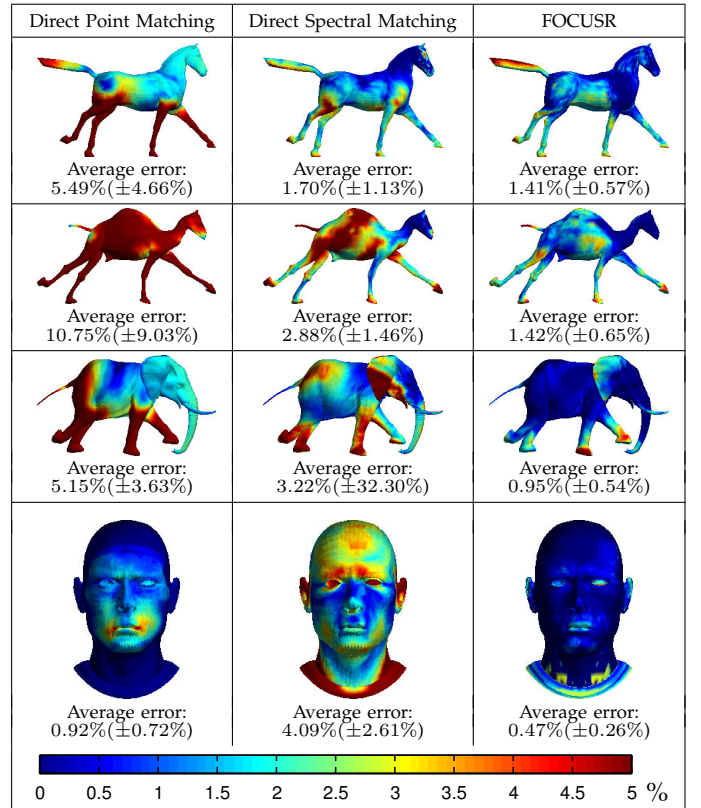 Direct Point Matching Direct Spectral Matching FOCUSR
Average error: Average error: Average error:
5.49%(±4.66%) 1.70%(±1.13%) 1.41%(±0.57%)
Average error: Average error: Average error:
10.75%(±9.03%) 2.88%(±1.46%) 1.42%(±0.65%)
Average error: Average error: Average error:
5.15%(±3.63%) 3.22%(±32.30%) 0.95%(±0.54%)
Average error: Average error: Average error:
0.92%(±0.72%) 4.09%(±2.61%) 0.47%(±0.26%)
0 0.5 1 1.5 2 2.5 3 3.5 4 4.5 5 %